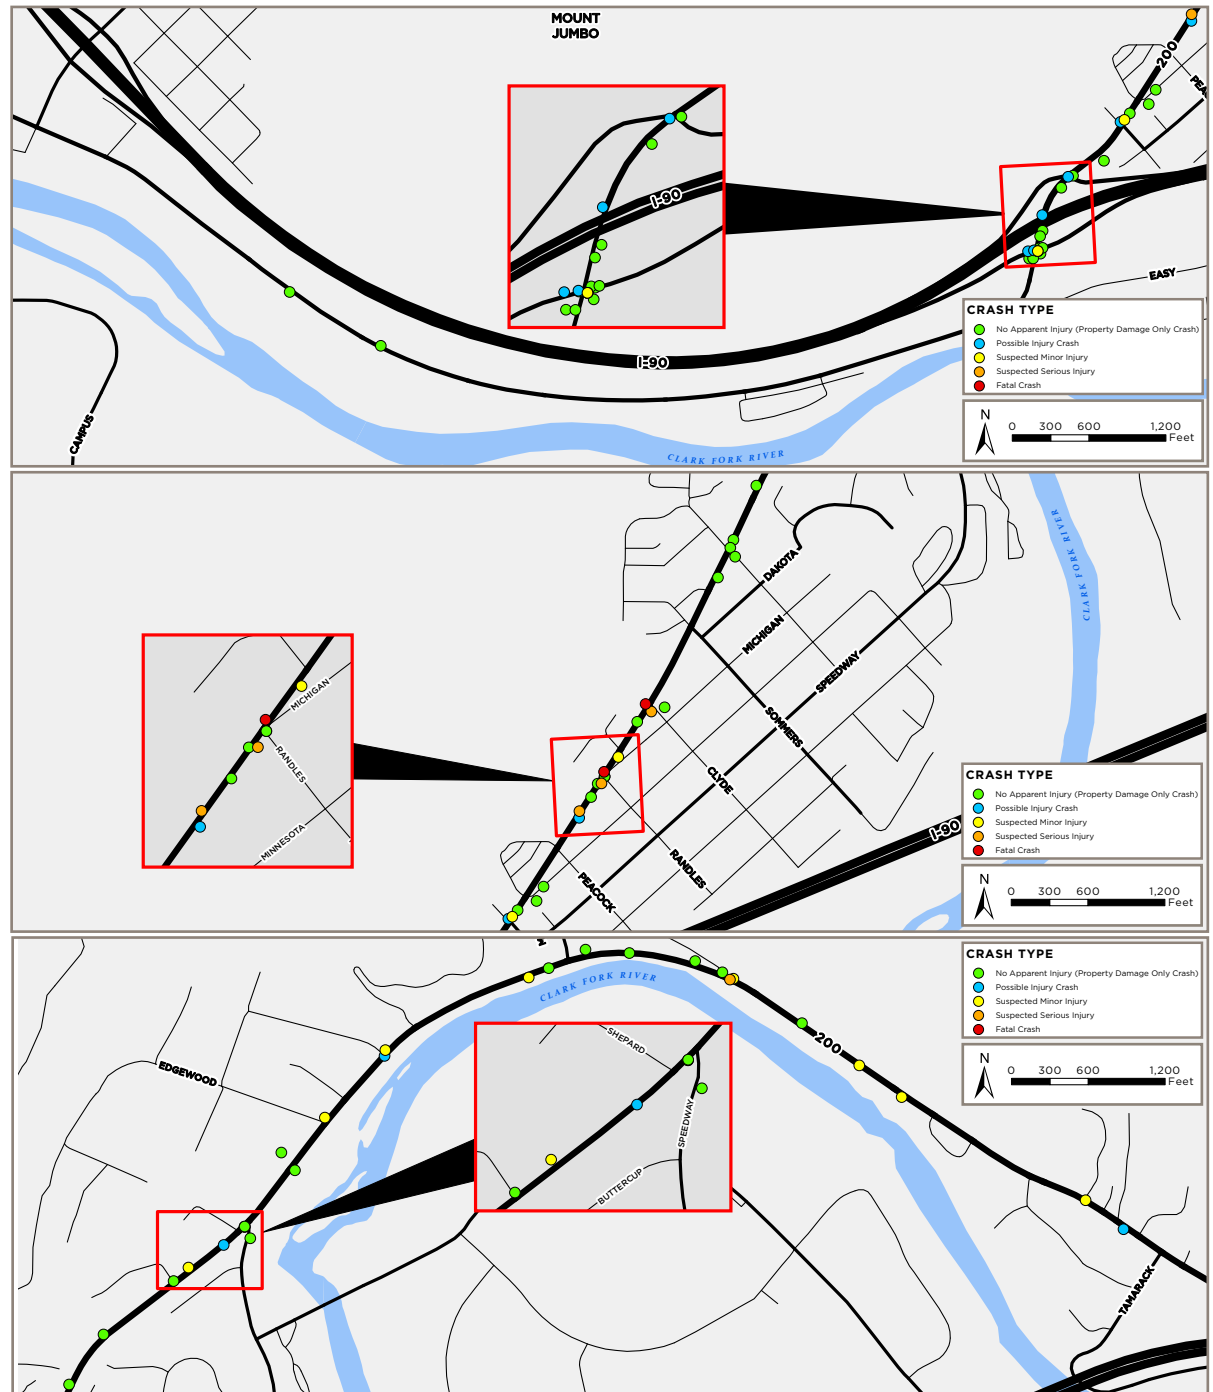 MOUNT
JUMBO
200
PEA
I-90
I-90
EASY
CAMPUS
CLARK FORK RIVER
CRASH TYPE
No Apparent Injury (Property Damage Only Crash)
Possible Injury Crash
Suspected Minor Injury
Suspected Serious Injury
Fatal Crash
N
0 300 600 1,200
Feet
CLARK FORK RIVER
DAKOTA
MICHIGAN
SPEEDWAY
SOMMERS
CLYDE
RANDLES
PEACOCK
I-90
MICHIGAN
RANDLES
MINNESOTA
CRASH TYPE
No Apparent Injury (Property Damage Only Crash)
Possible Injury Crash
Suspected Minor Injury
Suspected Serious Injury
Fatal Crash
N
0 300 600 1,200
Feet
CLARK FORK RIVER
EDGEWOOD
200
SHEPARD
SPEEDWAY
BUTTERCUP
TAMARACK
CRASH TYPE
No Apparent Injury (Property Damage Only Crash)
Possible Injury Crash
Suspected Minor Injury
Suspected Serious Injury
Fatal Crash
N
0 300 600 1,200
Feet